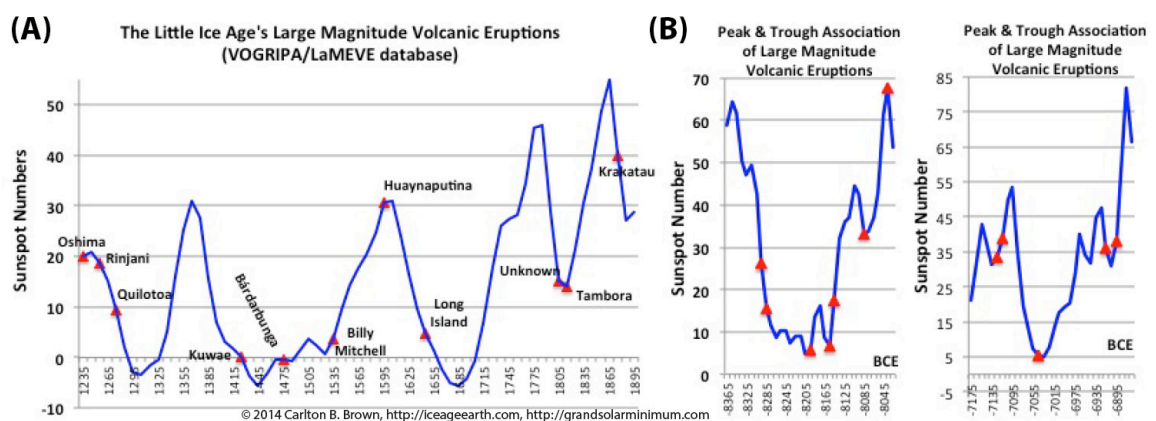 (A)
The Little Ice Age's Large Magnitude Volcanic Eruptions
(VOGRIPA/LaMEVE database)
Sunspot Numbers
50
40
30
20
10
0
-10
Oshima
Rinjani
Quilotoa
Kuwae
Bárdarbunga
Billy
Mitchell
Huaynaputina
Long
Island
Unknown
Tambora
Krakatau
1235
1265
1295
1325
1355
1385
1415
1445
1475
1505
1535
1565
1595
1625
1655
1685
1715
1745
1775
1805
1835
1865
1895
(B)
Peak & Trough Association
of Large Magnitude
Volcanic Eruptions
Sunspot Number
70
60
50
40
30
20
10
0
BCE
-8365
-8325
-8285
-8245
-8205
-8165
-8125
-8085
-8045
Peak & Trough Association
of Large Magnitude
Volcanic Eruptions
Sunspot Number
85
75
65
55
45
35
25
15
5
-5
BCE
-7175
-7135
-7095
-7055
-7015
-6975
-6935
-6895
© 2014 Carlton B. Brown, http://iceageearth.com, http://grandsolarminimum.com